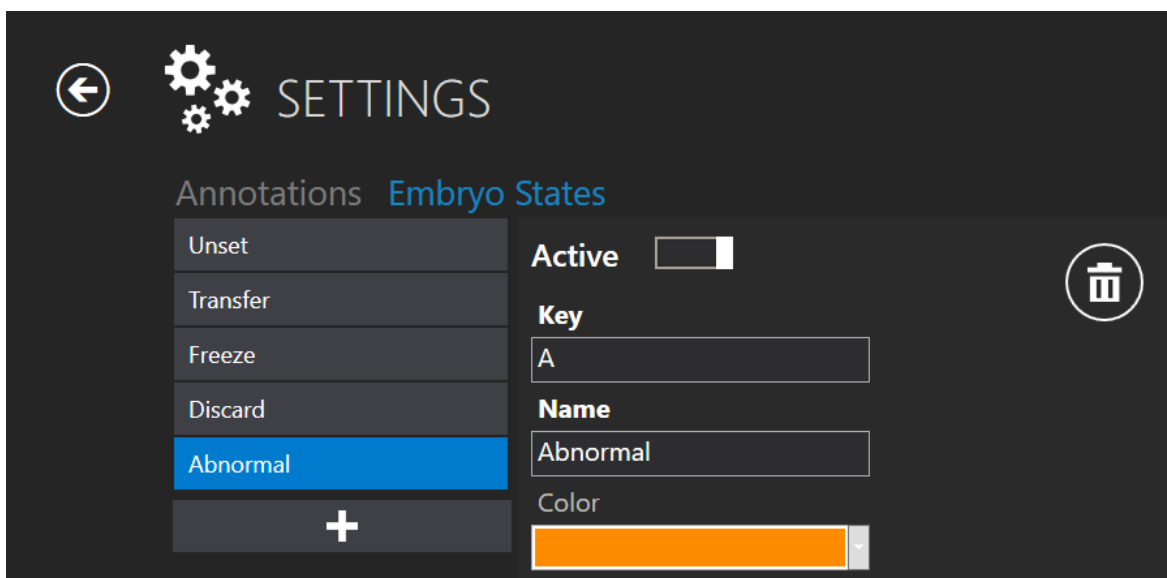 SETTINGS
Annotations Embryo States
Unset
Transfer
Freeze
Discard
Abnormal
Active
Key
A
Name
Abnormal
Color